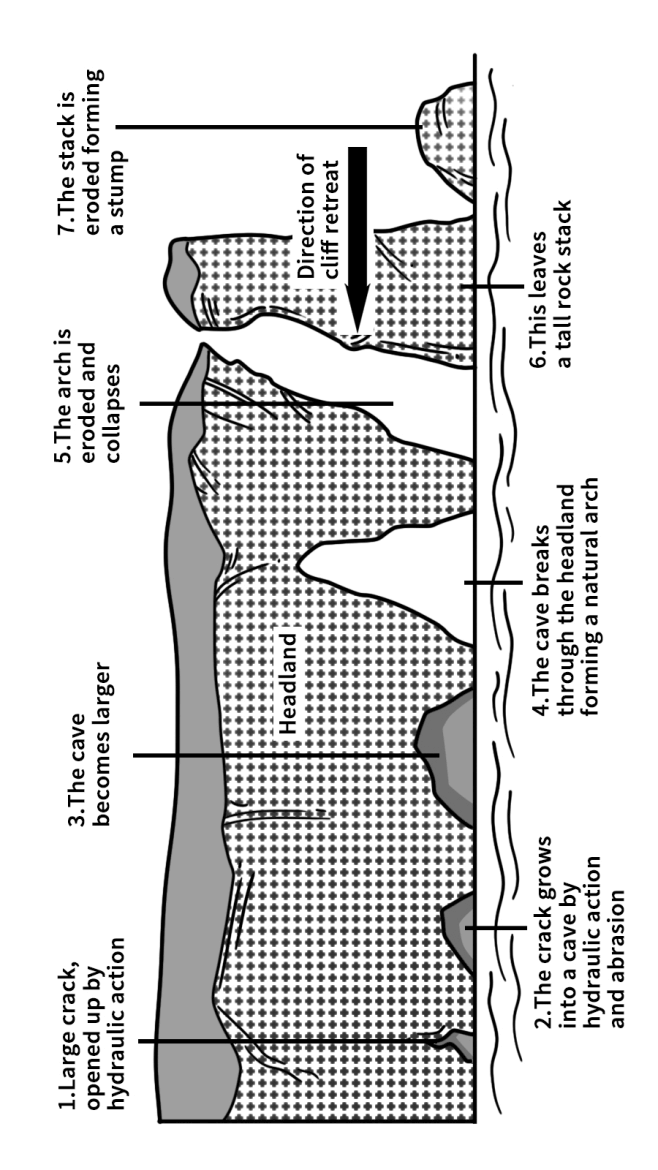 1.Large crack,
opened up by
hydraulic action
2.The crack grows
into a cave by
hydraulic action
and abrasion
3.The cave
becomes larger
Headland
4.The cave breaks
through the headland
forming a natural arch
5.The arch is
eroded and
collapses
Direction of
cliff retreat
6.This leaves
a tall rock stack
7.The stack is
eroded forming
a stump